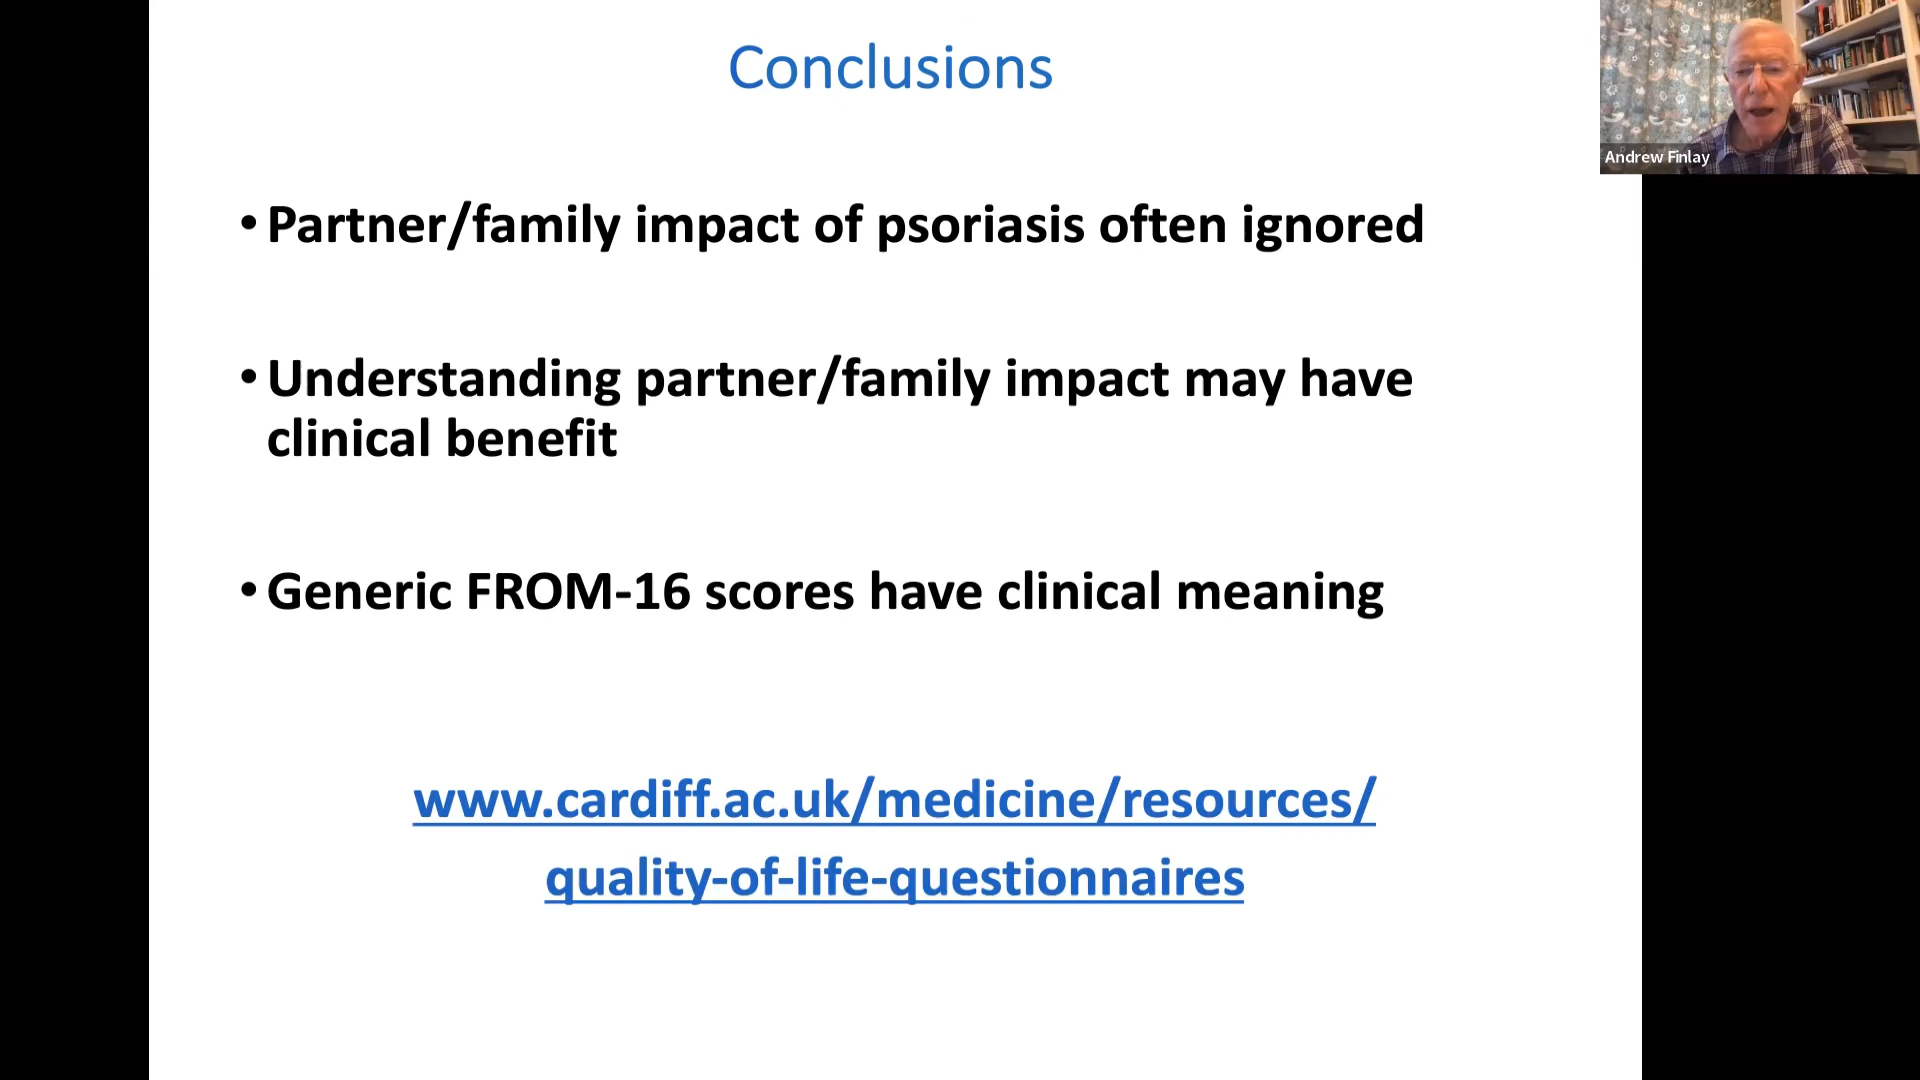 Conclusions
Andrew Finlay
• Partner/family impact of psoriasis often ignored
• Understanding partner/family impact may have
clinical benefit
• Generic FROM-16 scores have clinical meaning
www.cardiff.ac.uk/medicine/resources/
quality-of-life-questionnaires